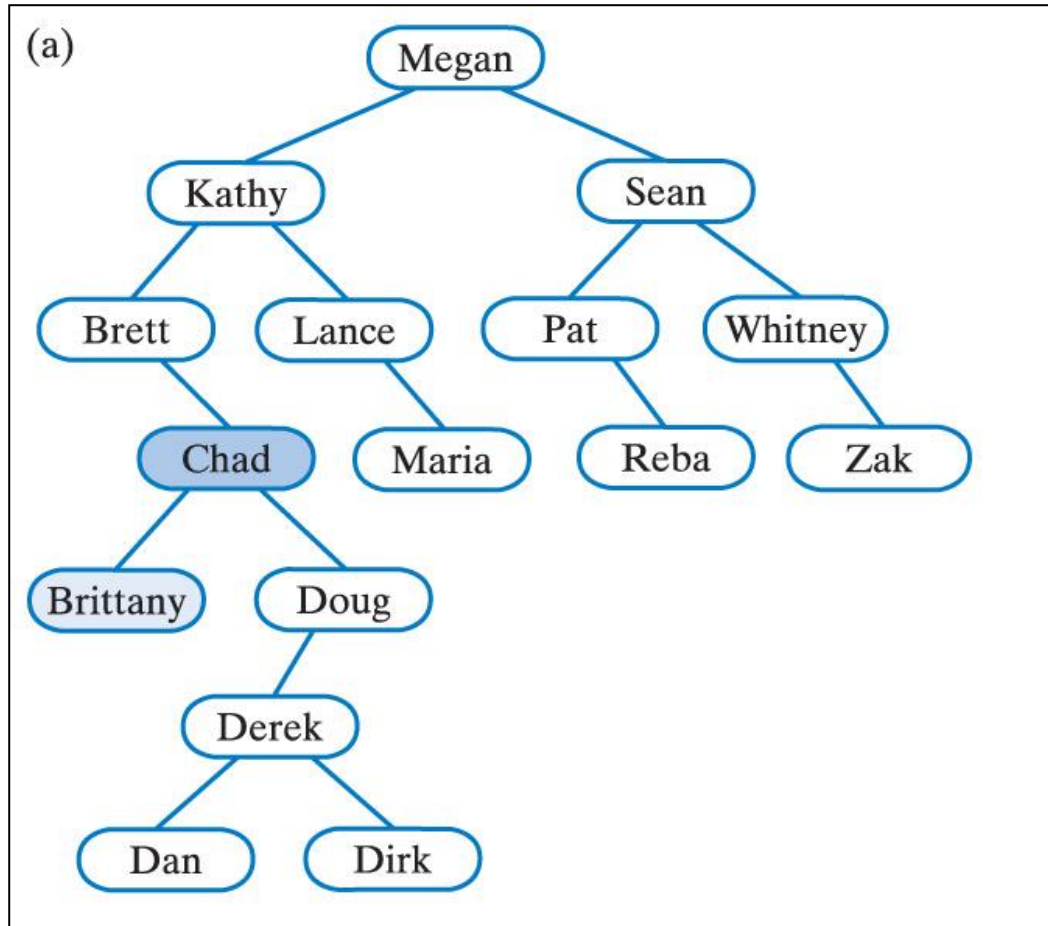 (a)
Megan
Kathy Sean
Brett Lance Pat Whitney
Chad Maria Reba Zak
Brittany Doug
Derek
Dan Dirk